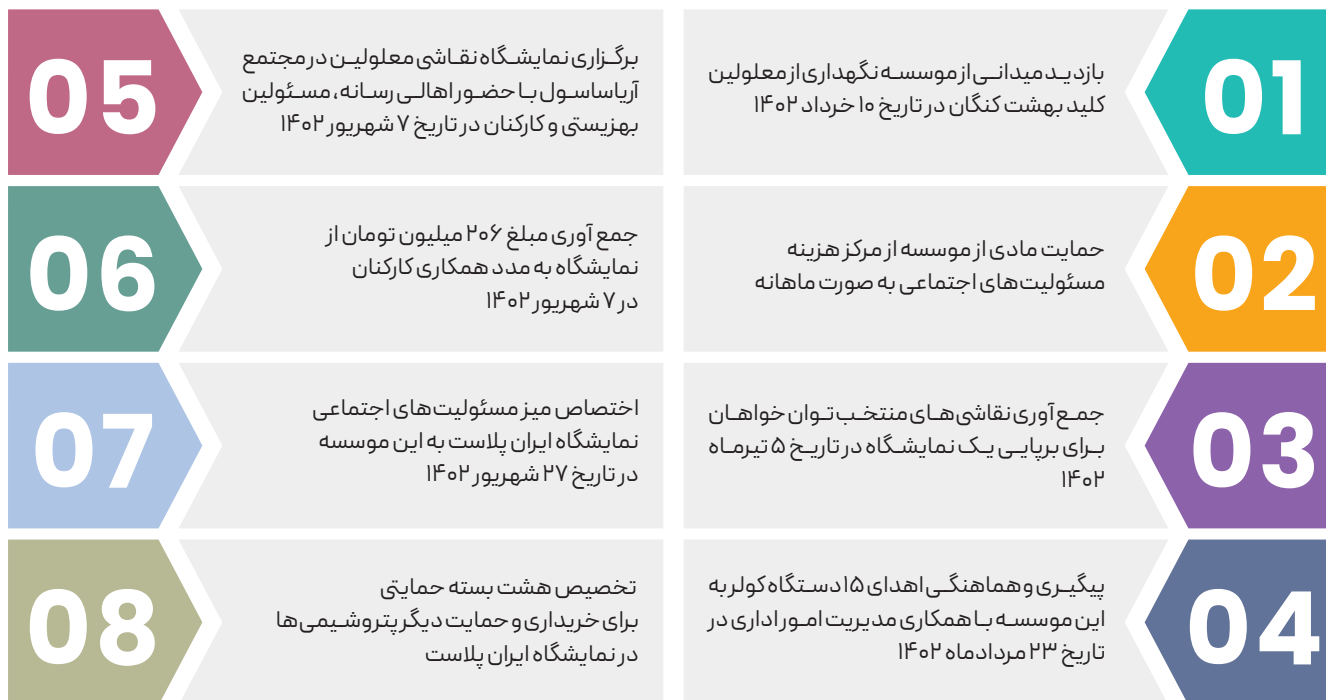 01
بازدید میدانی از موسسه نگهداری از معلولین
کلید بهشت کنگان در تاریخ ۱۰ خرداد ۱۴۰۲
02
حمایت مادی از موسسه از مرکز هزینه
مسئولیت‌های اجتماعی به صورت ماهانه
03
جمع آوری نقاشی‌های منتخب توان خواهان
برای برپایی یک نمایشگاه در تاریخ ۵ تیرماه
۱۴۰۲
04
پیگیری و هماهنگی اهدای ۱۵ دستگاه کولر به
این موسسه با همکاری مدیریت امور اداری در
تاریخ ۲۳ مردادماه ۱۴۰۲
05
برگزاری نمایشگاه نقاشی معلولین در مجتمع
آریاساسول با حضور اهالی رسانه، مسئولین
بهزیستی و کارکنان در تاریخ ۷ شهریور ۱۴۰۲
06
جمع آوری مبلغ ۲۰۶ میلیون تومان از
نمایشگاه به مدد همکاری کارکنان
در ۷ شهریور ۱۴۰۲
07
اختصاص میز مسئولیت‌های اجتماعی
نمایشگاه ایران پلاست به این موسسه
در تاریخ ۲۷ شهریور ۱۴۰۲
08
تخصیص هشت بسته حمایتی
برای خریداری و حمایت دیگر پتروشیمی‌ها
در نمایشگاه ایران پلاست